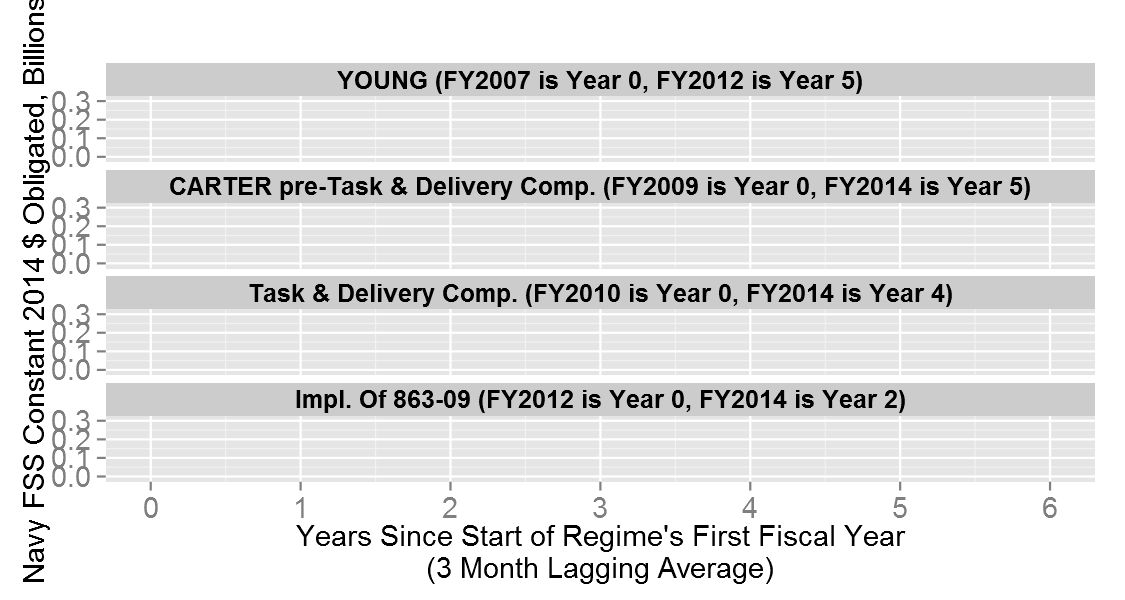 Navy FSS Constant 2014 $ Obligated, Billions
YOUNG (FY2007 is Year 0, FY2012 is Year 5)
0.3
0.2
0.1
0.0
CARTER pre-Task & Delivery Comp. (FY2009 is Year 0, FY2014 is Year 5)
0.3
0.2
0.1
0.0
Task & Delivery Comp. (FY2010 is Year 0, FY2014 is Year 4)
0.3
0.2
0.1
0.0
Impl. Of 863-09 (FY2012 is Year 0, FY2014 is Year 2)
0.3
0.2
0.1
0.0
0 1 2 3 4 5 6
Years Since Start of Regime's First Fiscal Year
(3 Month Lagging Average)